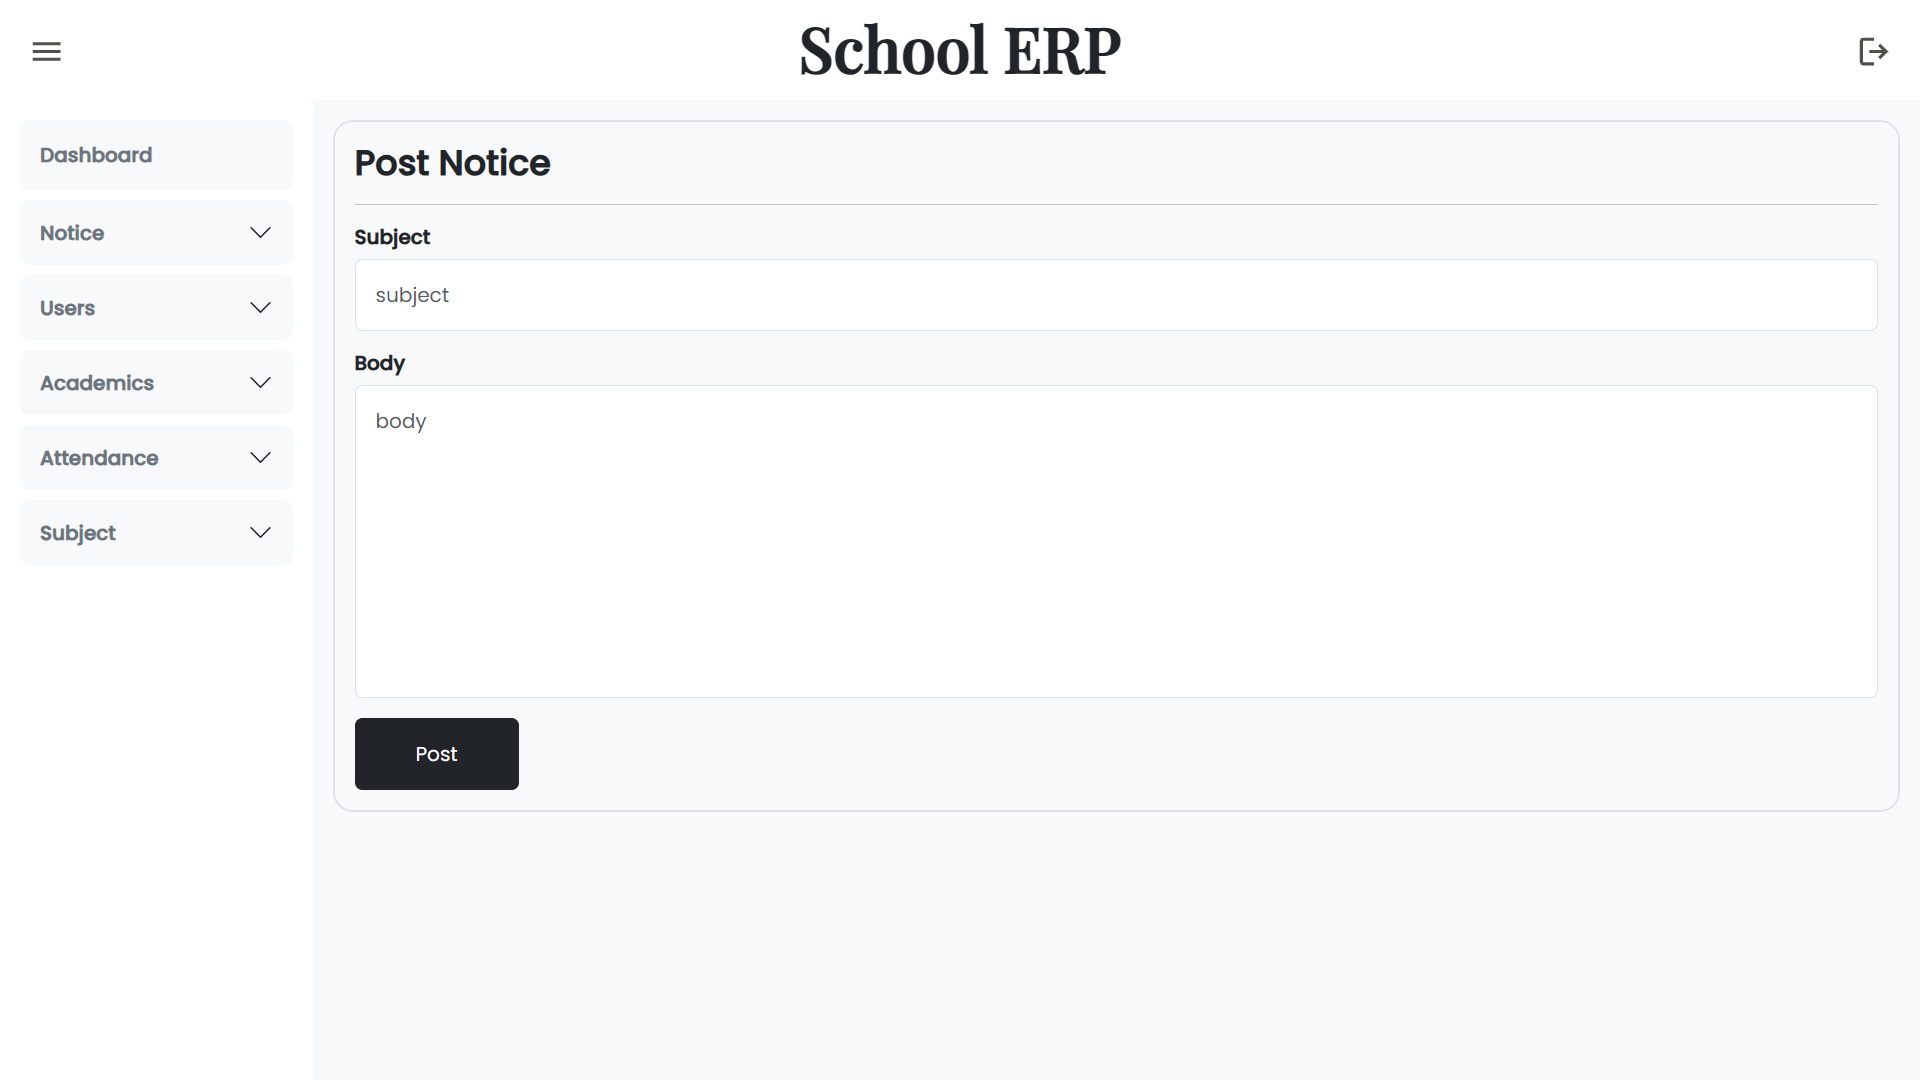 School ERP
Dashboard
Notice
Users
Academics
Attendance
Subject
Post Notice
Subject
subject
Body
body
Post